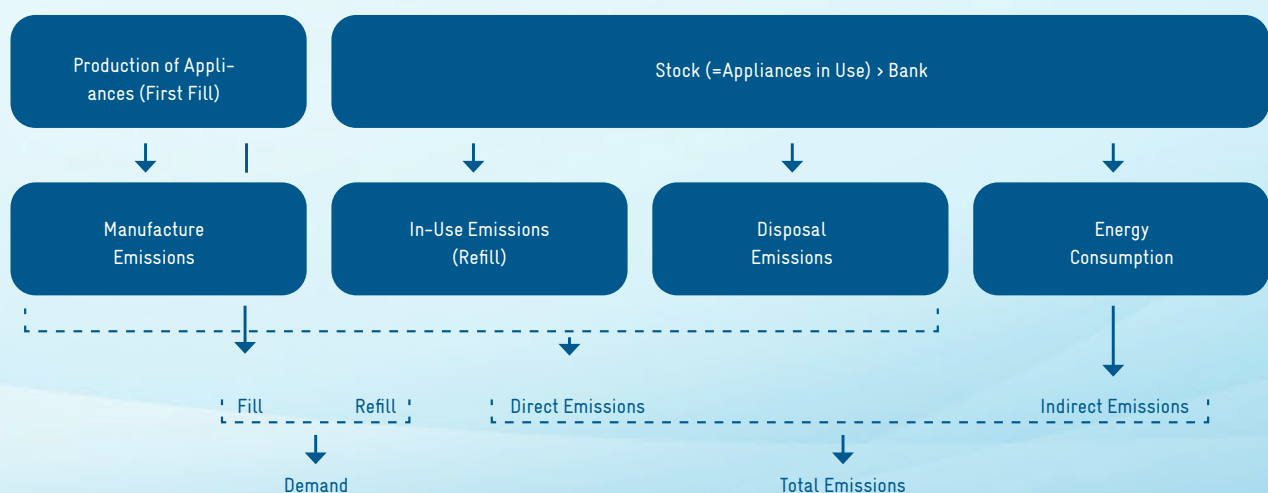 Production of Appli-
ances (First Fill)
Stock (=Appliances in Use) > Bank
Manufacture
Emissions
In-Use Emissions
(Refill)
Disposal
Emissions
Energy
Consumption
Fill
Refill
Direct Emissions
Indirect Emissions
Demand
Total Emissions